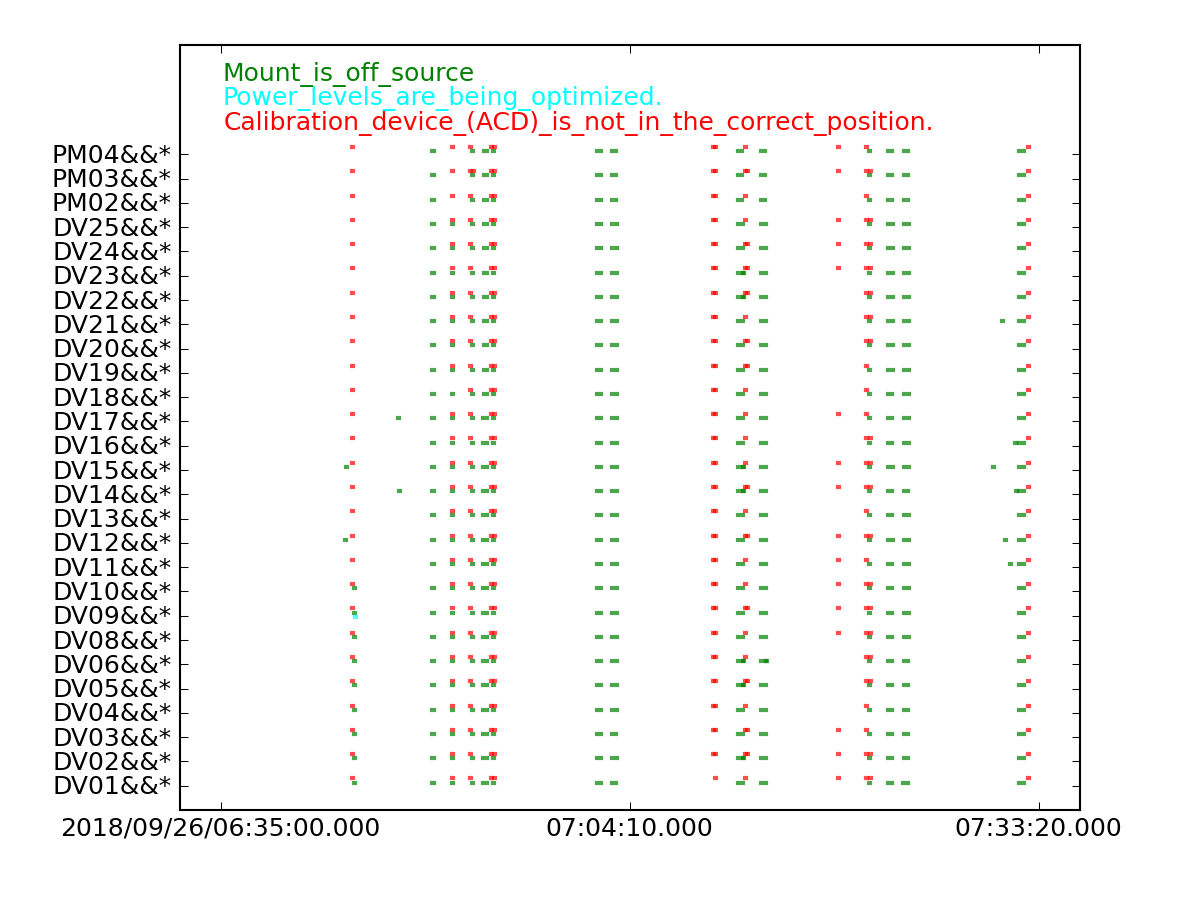 Mount_is_off_source
Power_levels_are_being_optimized.
Calibration_device_(ACD)_is_not_in_the_correct_position.
PM04&&*
PM03&&*
PM02&&*
DV25&&*
DV24&&*
DV23&&*
DV22&&*
DV21&&*
DV20&&*
DV19&&*
DV18&&*
DV17&&*
DV16&&*
DV15&&*
DV14&&*
DV13&&*
DV12&&*
DV11&&*
DV10&&*
DV09&&*
DV08&&*
DV06&&*
DV05&&*
DV04&&*
DV03&&*
DV02&&*
DV01&&*
2018/09/26/06:35:00.000 07:04:10.000 07:33:20.000